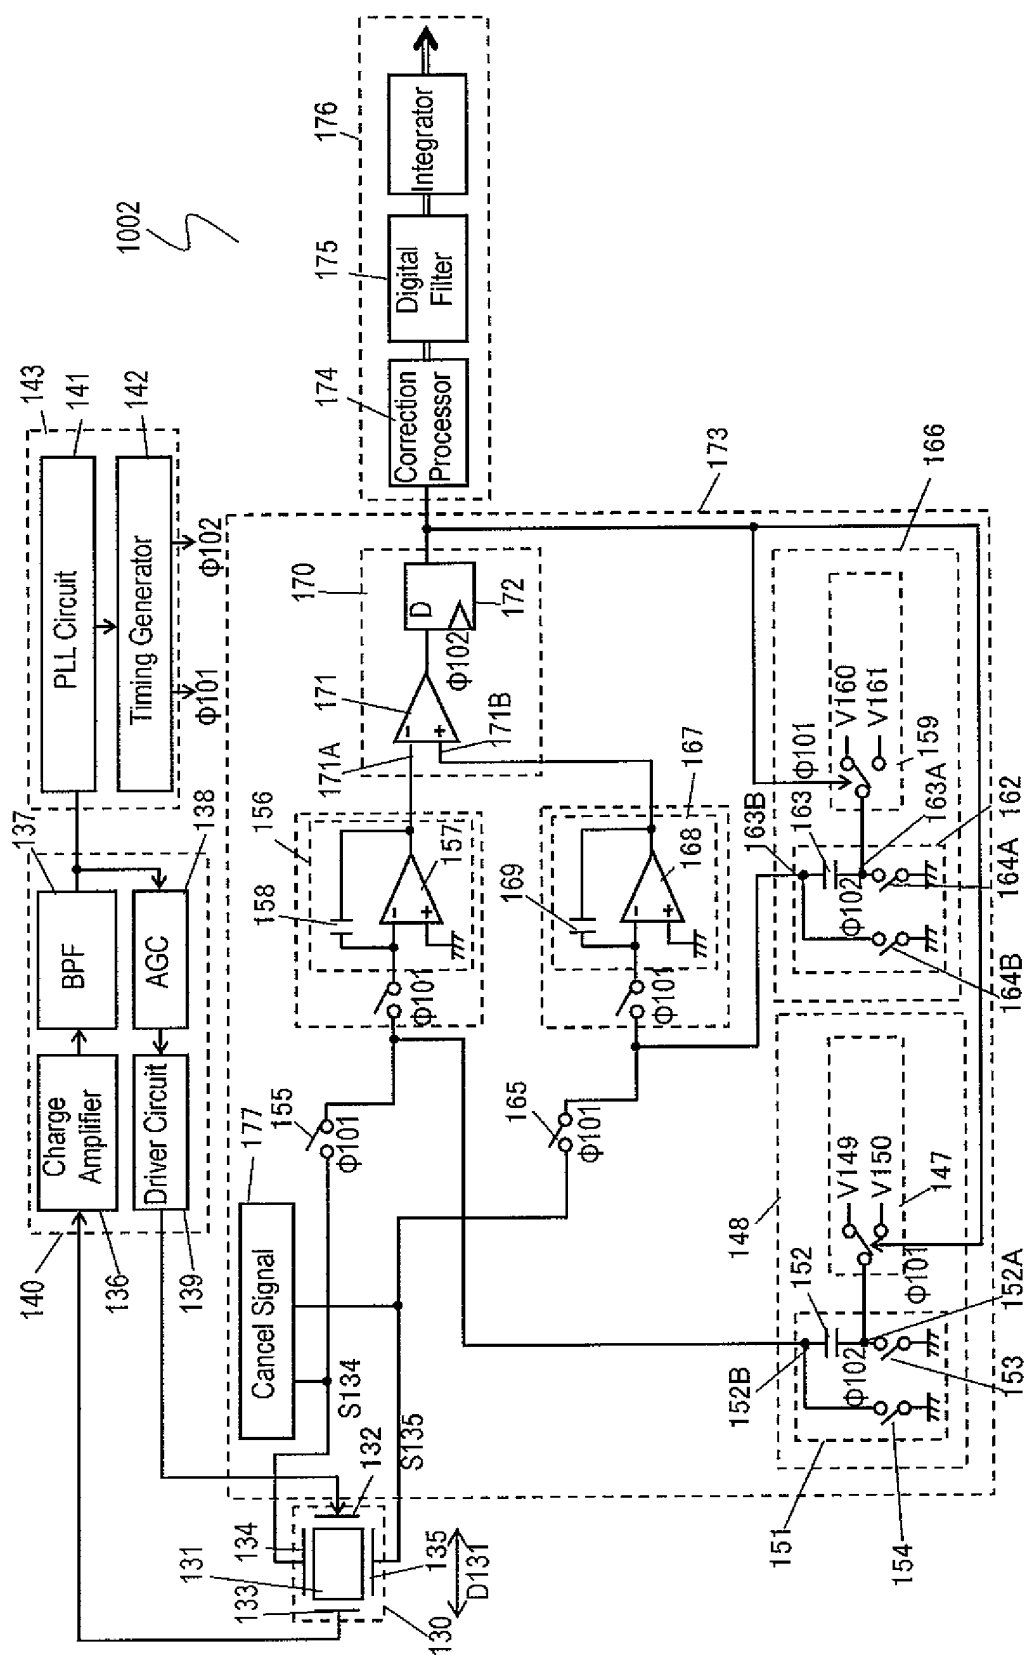 1002
143
141
142
PLL Circuit
Timing Generator
Φ101
Φ102
137
138
BPF
AGC
Charge
Amplifier
Driver Circuit
140
136
139
176
175
174
Integrator
Digital
Filter
Correction
Processor
173
170
D
172
Φ102
171
171A
171B
-
+
156
158
157
-
+
Φ101
167
169
168
-
+
Φ101
155
Φ101
165
Φ101
177
Cancel Signal
S134
S135
132
134
131
133
135
D131
130
166
V160
V161
Φ101
159
163A
163
163B
162
Φ102
164A
164B
148
V149
V150
147
Φ101
152
152A
152B
Φ102
153
154
151